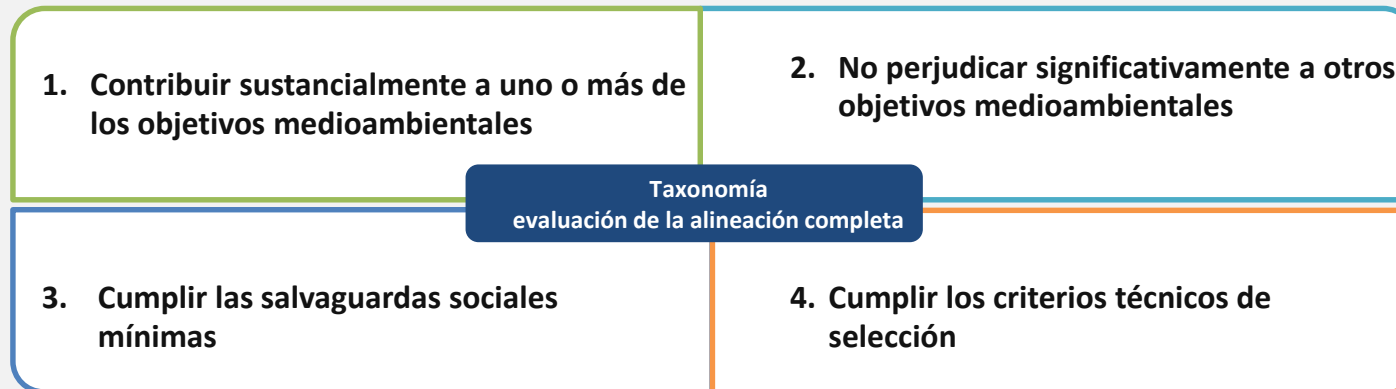 1. Contribuir sustancialmente a uno o más de
los objetivos medioambientales
2. No perjudicar significativamente a otros
objetivos medioambientales
Taxonomía
evaluación de la alineación completa
3. Cumplir las salvaguardas sociales
mínimas
4. Cumplir los criterios técnicos de
selección